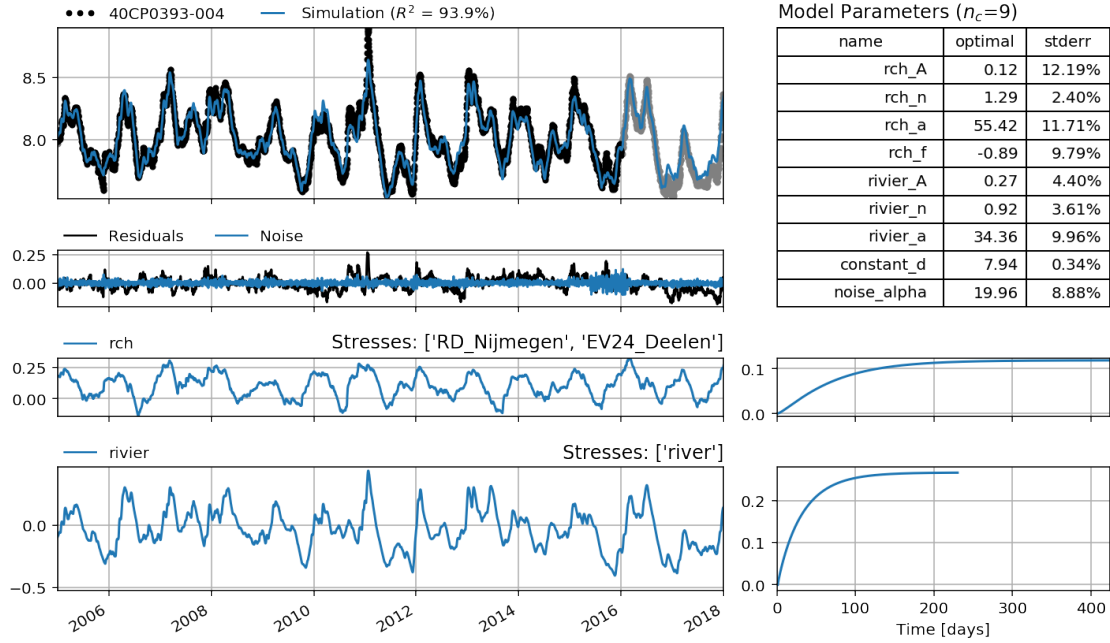 40CP0393-004 Simulation (R² = 93.9%)
8.5
8.0
Residuals Noise
0.25
0.00
rch Stresses: ['RD_Nijmegen', 'EV24_Deelen']
0.25
0.00
rivier Stresses: ['river']
0.0
−0.5
2006 2008 2010 2012 2014 2016 2018
Model Parameters (n_c=9)
name optimal stderr
rch_A 0.12 12.19%
rch_n 1.29 2.40%
rch_a 55.42 11.71%
rch_f -0.89 9.79%
rivier_A 0.27 4.40%
rivier_n 0.92 3.61%
rivier_a 34.36 9.96%
constant_d 7.94 0.34%
noise_alpha 19.96 8.88%
0.1
0.0
0.2
0.0
0 100 200 300 400
Time [days]